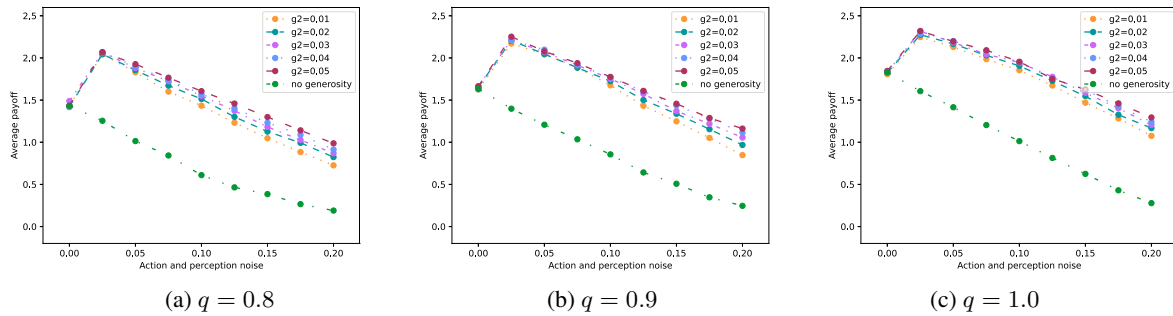 g2=0,01
g2=0,02
g2=0,03
g2=0,04
g2=0,05
no generosity
Average payoff
2.5
2.0
1.5
1.0
0.5
0.0
0.00 0.05 0.10 0.15 0.20
Action and perception noise
(a) q = 0.8
g2=0,01
g2=0,02
g2=0,03
g2=0,04
g2=0,05
no generosity
Average payoff
2.5
2.0
1.5
1.0
0.5
0.0
0.00 0.05 0.10 0.15 0.20
Action and perception noise
(b) q = 0.9
g2=0,01
g2=0,02
g2=0,03
g2=0,04
g2=0,05
no generosity
Average payoff
2.5
2.0
1.5
1.0
0.5
0.0
0.00 0.05 0.10 0.15 0.20
Action and perception noise
(c) q = 1.0